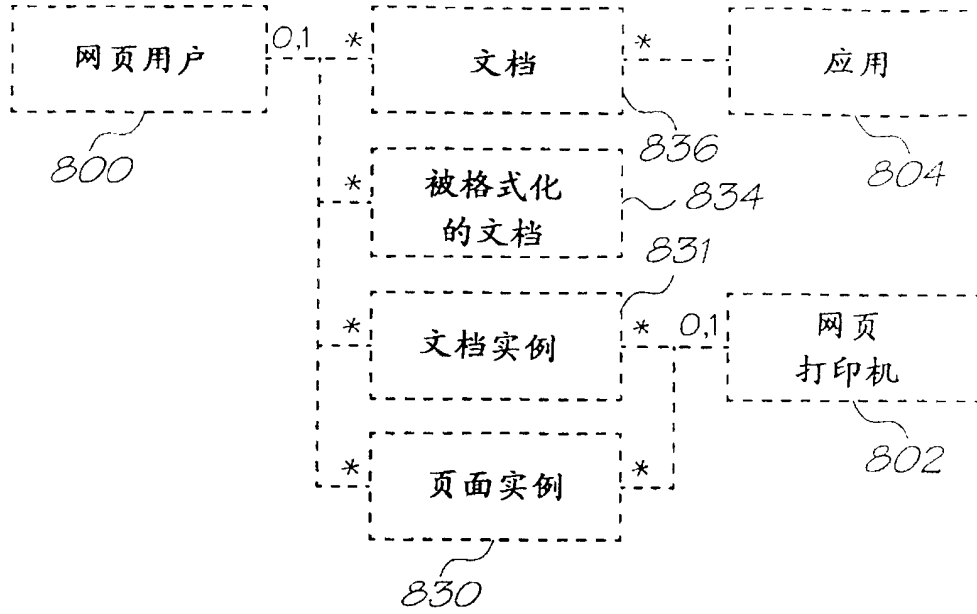 网页用户
0,1
*
文档
*
应用
800
836
804
*
被格式化
的文档
834
831
*
文档实例
*
0,1
网页
打印机
802
*
页面实例
*
830